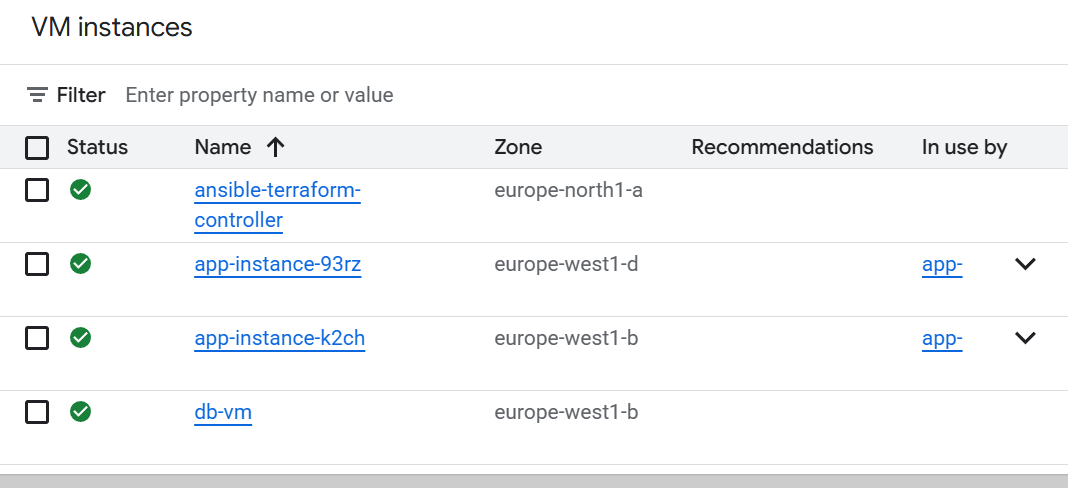 VM instances
Filter Enter property name or value
Status Name Zone Recommendations In use by
ansible-terraform-
controller europe-north1-a
app-instance-93rz europe-west1-d app-
app-instance-k2ch europe-west1-b app-
db-vm europe-west1-b